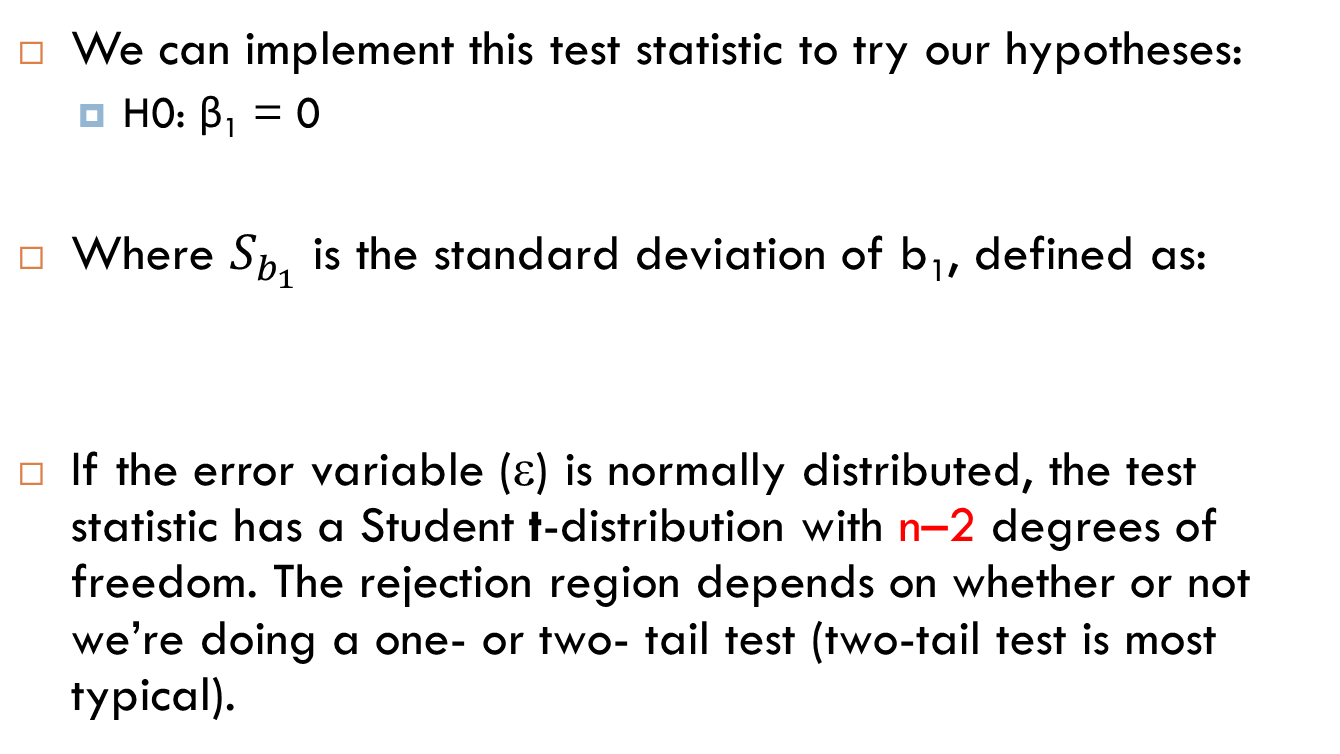 We can implement this test statistic to try our hypotheses:
H0: β₁ = 0
Where S_b₁ is the standard deviation of b₁, defined as:
If the error variable (ε) is normally distributed, the test
statistic has a Student t-distribution with n–2 degrees of
freedom. The rejection region depends on whether or not
we’re doing a one- or two- tail test (two-tail test is most
typical).